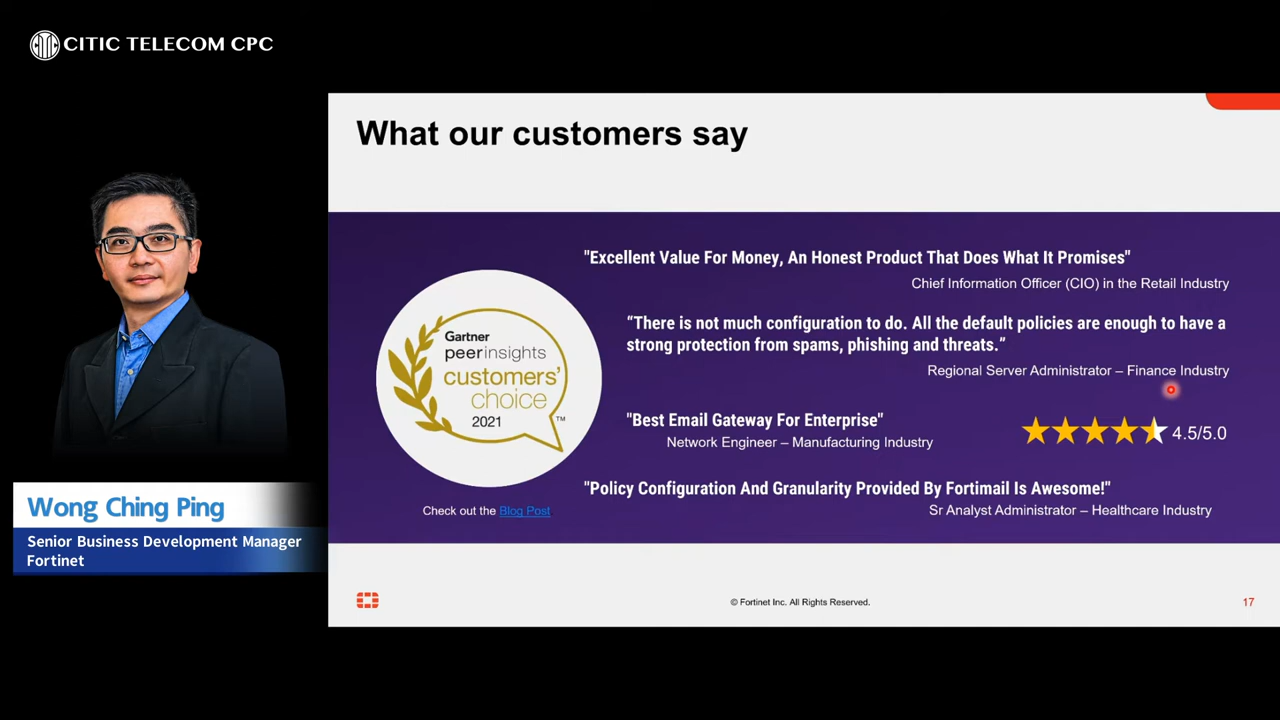 CITIC TELECOM CPC
What our customers say
"Excellent Value For Money, An Honest Product That Does What It Promises"
Chief Information Officer (CIO) in the Retail Industry
“There is not much configuration to do. All the default policies are enough to have a
strong protection from spams, phishing and threats.”
Regional Server Administrator – Finance Industry
Gartner
peerinsights
customers’
choice
2021
TM
"Best Email Gateway For Enterprise"
Network Engineer – Manufacturing Industry
4.5/5.0
"Policy Configuration And Granularity Provided By Fortimail Is Awesome!"
Sr Analyst Administrator – Healthcare Industry
Check out the Blog Post
Wong Ching Ping
Senior Business Development Manager
Fortinet
© Fortinet Inc. All Rights Reserved.
17